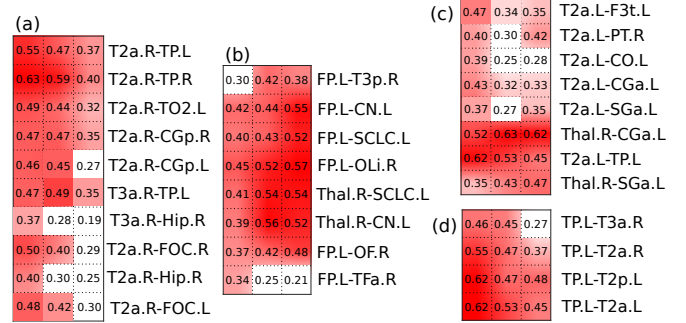 (a)
0.55 0.47 0.37 T2a.R-TP.L
0.63 0.59 0.40 T2a.R-TP.R
0.49 0.44 0.32 T2a.R-TO2.L
0.47 0.47 0.35 T2a.R-CGp.R
0.46 0.45 0.27 T2a.R-CGp.L
0.47 0.49 0.35 T3a.R-TP.L
0.37 0.28 0.19 T3a.R-Hip.R
0.50 0.40 0.29 T2a.R-FOC.R
0.40 0.30 0.25 T2a.R-Hip.R
0.48 0.42 0.30 T2a.R-FOC.L
(b)
0.30 0.42 0.38 FP.L-T3p.R
0.42 0.44 0.55 FP.L-CN.L
0.40 0.43 0.52 FP.L-SCLC.L
0.45 0.52 0.57 FP.L-OLi.R
0.41 0.54 0.54 Thal.R-SCLC.L
0.39 0.56 0.52 Thal.R-CN.L
0.37 0.42 0.48 FP.L-OF.R
0.34 0.25 0.21 FP.L-TFa.R
(c)
0.47 0.34 0.35 T2a.L-F3t.L
0.40 0.30 0.42 T2a.L-PT.R
0.39 0.25 0.28 T2a.L-CO.L
0.43 0.32 0.33 T2a.L-CGa.L
0.37 0.27 0.35 T2a.L-SGa.L
0.52 0.63 0.62 Thal.R-CGa.L
0.62 0.53 0.45 T2a.L-TP.L
0.35 0.43 0.47 Thal.R-SGa.L
(d)
0.46 0.45 0.27 TP.L-T3a.R
0.55 0.47 0.37 TP.L-T2a.R
0.62 0.47 0.48 TP.L-T2p.L
0.62 0.53 0.45 TP.L-T2a.L